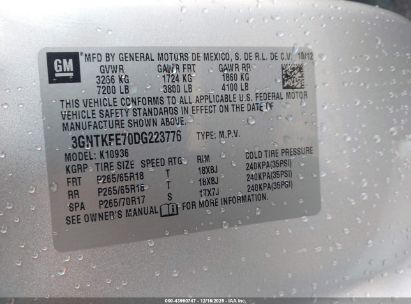 GM
MFD BY GENERAL MOTORS DE MEXICO, S. DE R.L. DE C.V. 10/12
GVWR GAWR FRT GAWR RR
3266 KG 1724 KG 1860 KG
7200 LB 3800 LB 4100 LB
THIS VEHICLE CONFORMS TO ALL APPLICABLE U.S. FEDERAL MOTOR
VEHICLE SAFETY STANDARDS IN EFFECT ON THE DATE OF
MANUFACTURE SHOWN ABOVE.
3GNTKFE70DG223776 TYPE: M.P.V.
MODEL: K10936
KGRP TIRE SIZE SPEED RTG RIM COLD TIRE PRESSURE
FRT P265/65R18 T 18X8J 240KPA(35PSI)
RR P265/65R18 T 18X8J 240KPA(35PSI)
SPA P265/70R17 S 17X7J 240KPA(35PSI)
SEE OWNER'S MANUAL